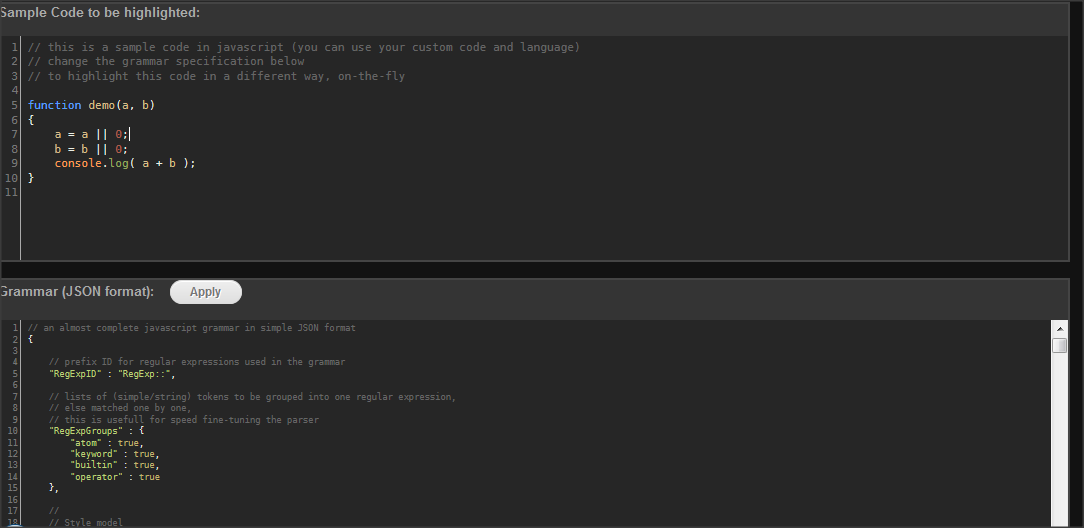 Sample Code to be highlighted:
1 // this is a sample code in javascript (you can use your custom code and language)
2 // change the grammar specification below
3 // to highlight this code in a different way, on-the-fly
4
5 function demo(a, b)
6 {
7     a = a || 0;
8     b = b || 0;
9     console.log( a + b );
10 }
11
Grammar (JSON format): Apply
1 // an almost complete javascript grammar in simple JSON format
2 {
3
4     // prefix ID for regular expressions used in the grammar
5     "RegExpID" : "RegExp::",
6
7     // lists of (simple/string) tokens to be grouped into one regular expression,
8     // else matched one by one,
9     // this is usefull for speed fine-tuning the parser
10     "RegExpGroups" : {
11         "atom" : true,
12         "keyword" : true,
13         "builtin" : true,
14         "operator" : true
15     },
16
17     //
18     // Style model